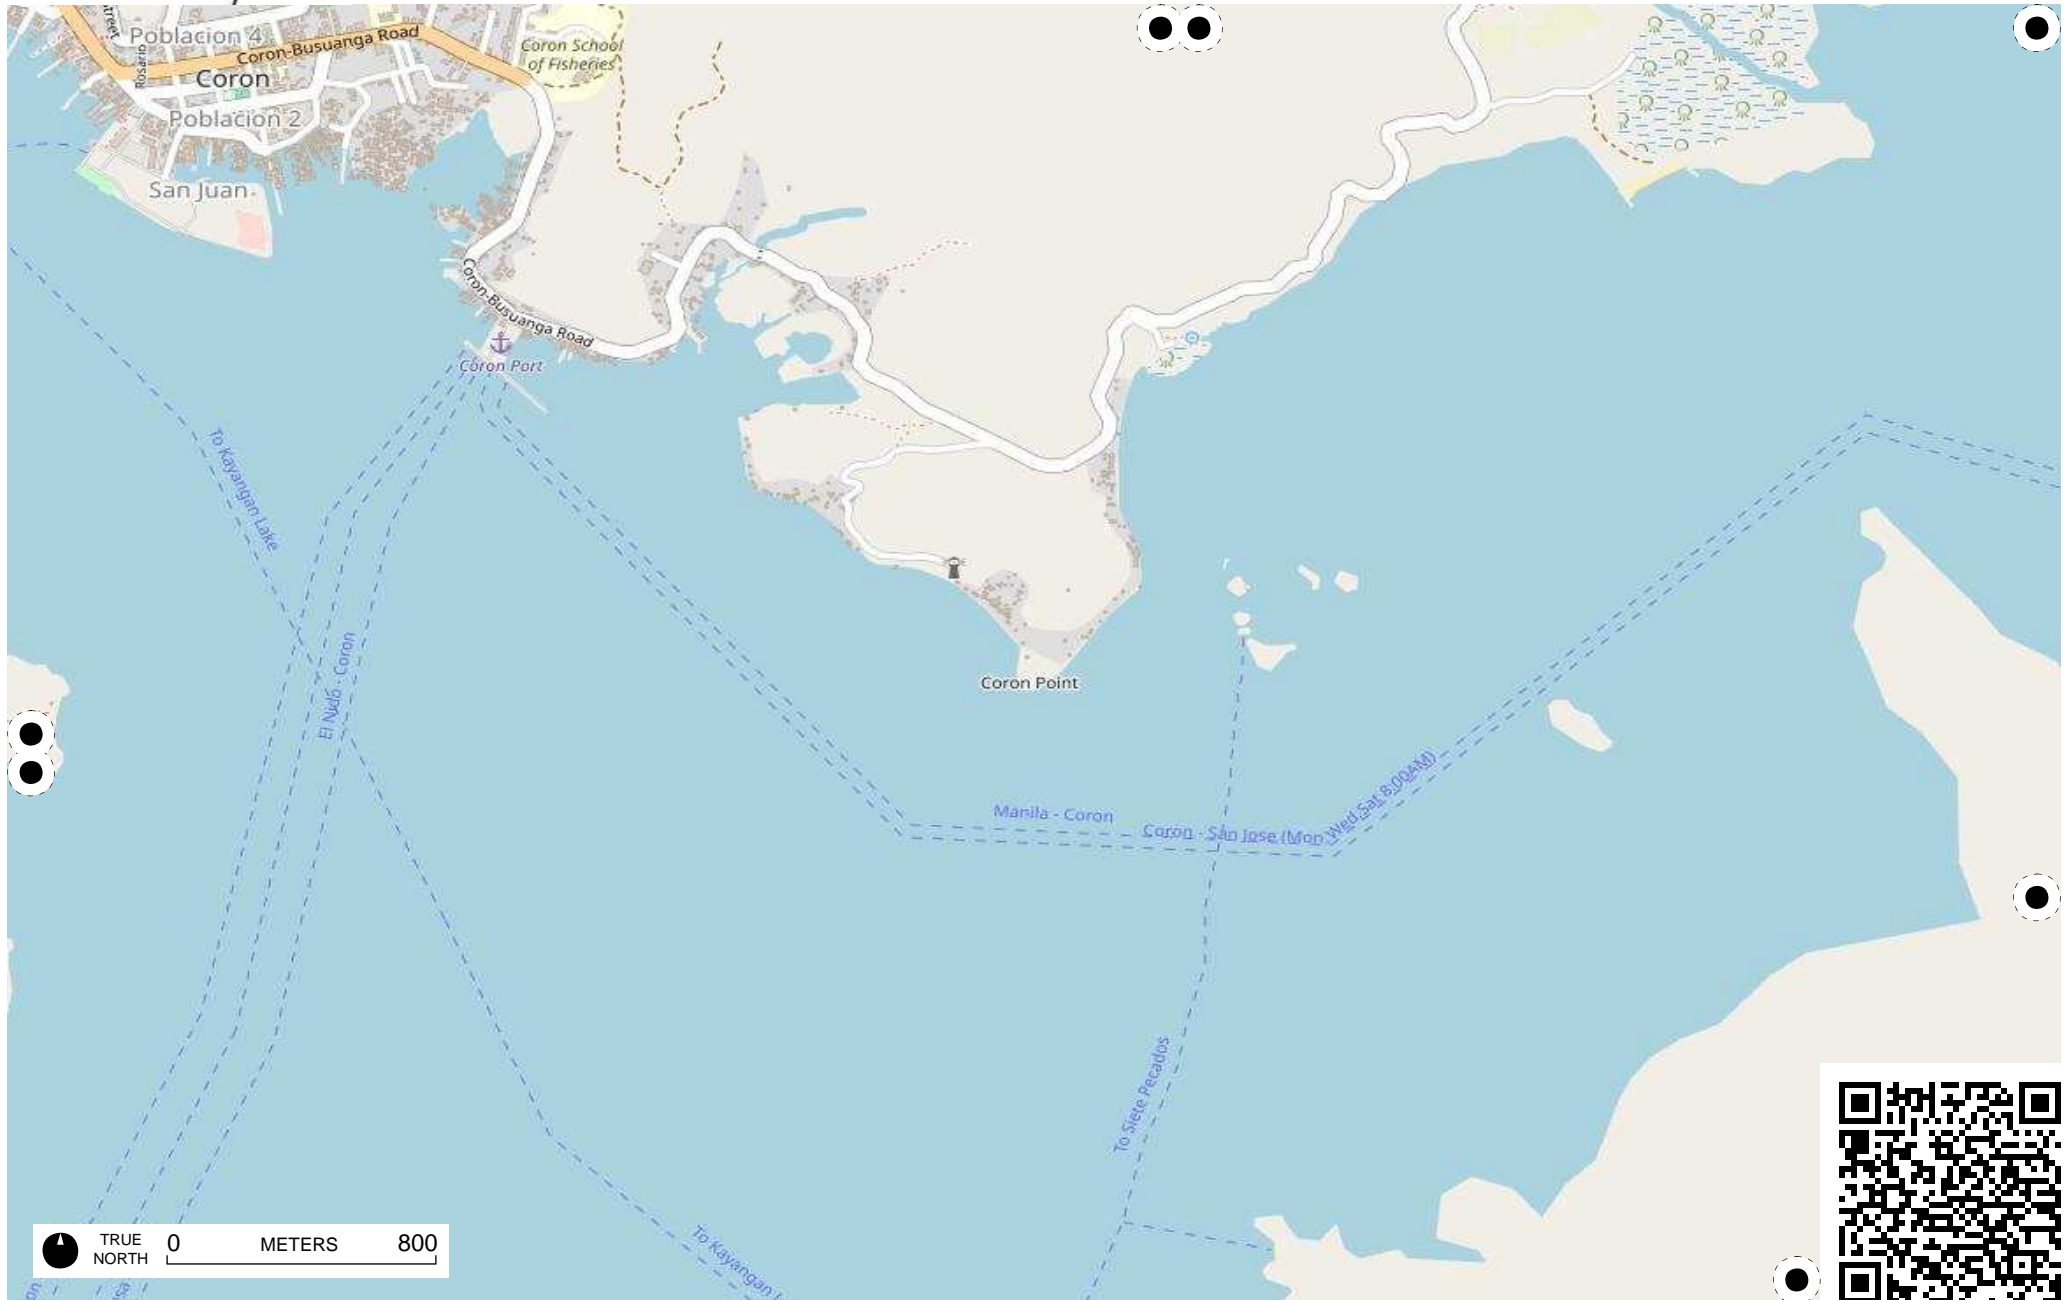 Poblacion 4
Coron-Busuanga Road
Rosario
Coron
Poblacion 2
San Juan
Coron School
of Fisheries
Coron-Busuanga Road
Coron Port
To Kayangan Lake
El Nido - Coron
Coron Point
Manila - Coron
Coron - San Jose (Mon Wed Sat 8:00AM)
To Siete Pecados
To Kayangan
TRUE
NORTH
0 METERS 800